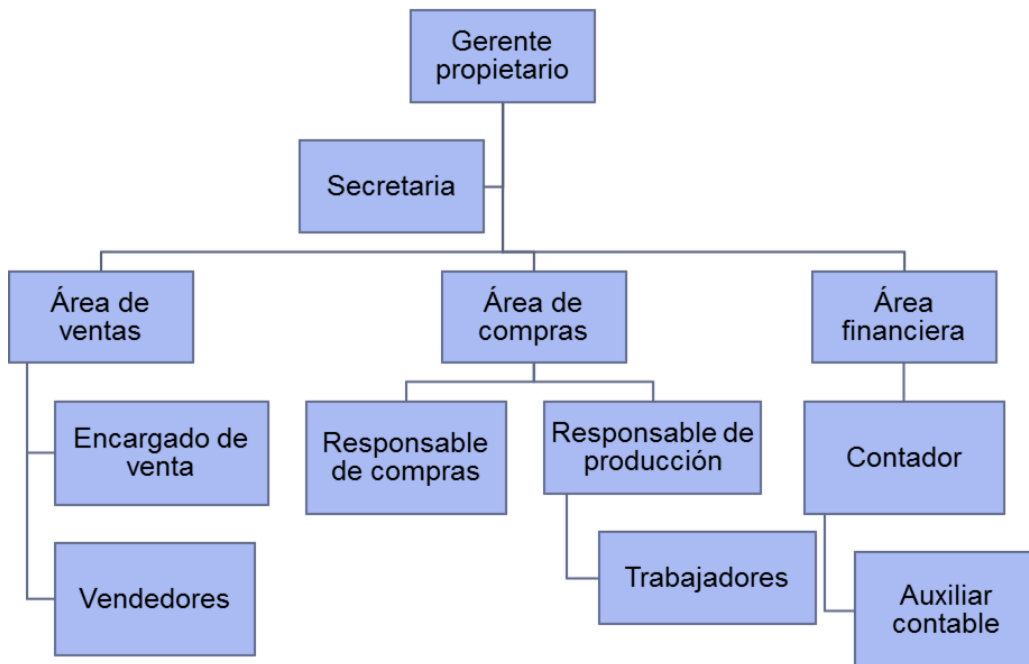 Gerente
propietario
Secretaria
Área de
ventas
Área de
compras
Área
financiera
Encargado de
venta
Responsable
de compras
Responsable de
producción
Contador
Vendedores
Trabajadores
Auxiliar
contable